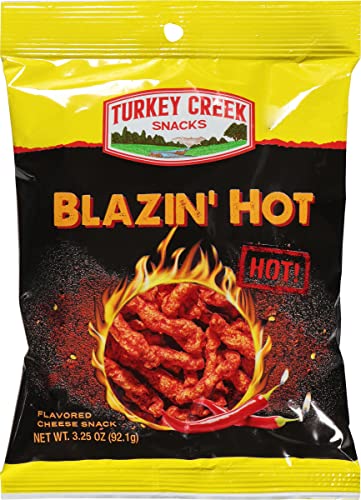 TURKEY CREEK
SNACKS
BLAZIN' HOT
HOT!
FLAVORED
CHEESE SNACK
NET WT. 3.25 OZ (92.1g)